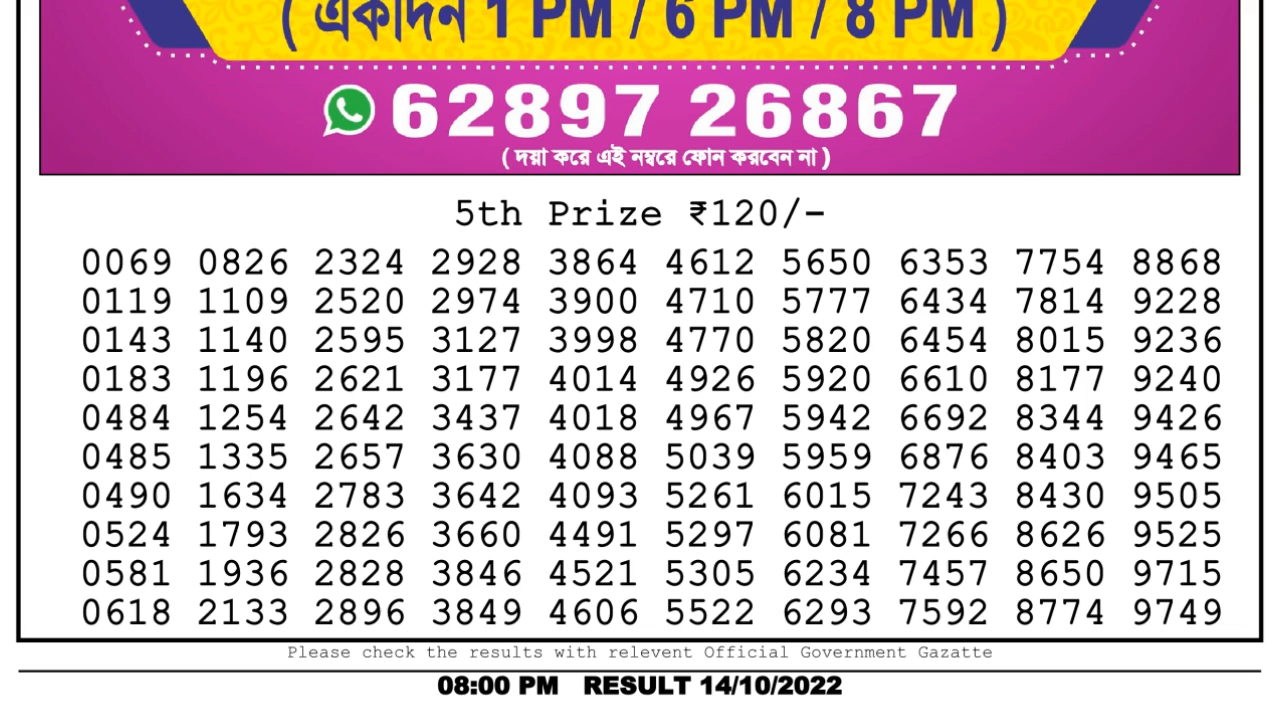 ( একদিন 1 PM / 6 PM / 8 PM )
62897 26867
( দয়া করে এই নম্বরে ফোন করবেন না )
5th Prize ₹120/-
0069 0826 2324 2928 3864 4612 5650 6353 7754 8868
0119 1109 2520 2974 3900 4710 5777 6434 7814 9228
0143 1140 2595 3127 3998 4770 5820 6454 8015 9236
0183 1196 2621 3177 4014 4926 5920 6610 8177 9240
0484 1254 2642 3437 4018 4967 5942 6692 8344 9426
0485 1335 2657 3630 4088 5039 5959 6876 8403 9465
0490 1634 2783 3642 4093 5261 6015 7243 8430 9505
0524 1793 2826 3660 4491 5297 6081 7266 8626 9525
0581 1936 2828 3846 4521 5305 6234 7457 8650 9715
0618 2133 2896 3849 4606 5522 6293 7592 8774 9749
Please check the results with relevent Official Government Gazatte
08:00 PM RESULT 14/10/2022